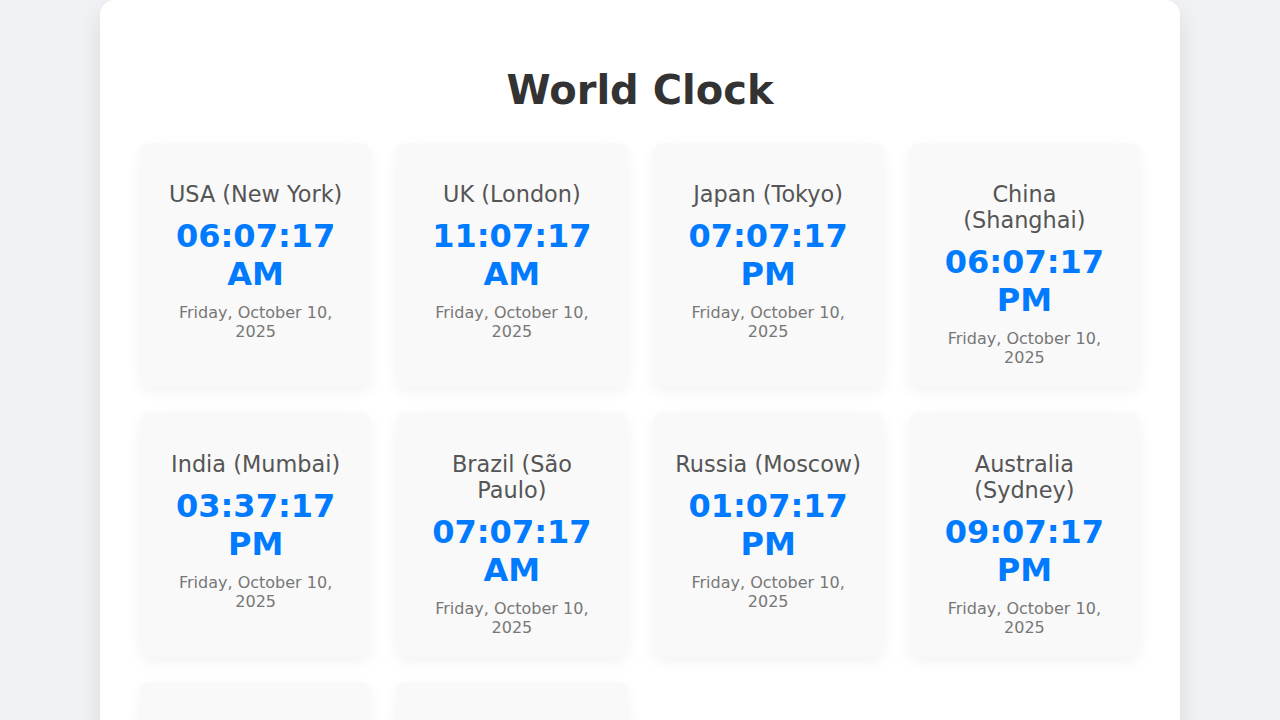 World Clock
USA (New York)
06:07:17
AM
Friday, October 10,
2025
UK (London)
11:07:17
AM
Friday, October 10,
2025
Japan (Tokyo)
07:07:17
PM
Friday, October 10,
2025
China
(Shanghai)
06:07:17
PM
Friday, October 10,
2025
India (Mumbai)
03:37:17
PM
Friday, October 10,
2025
Brazil (São
Paulo)
07:07:17
AM
Friday, October 10,
2025
Russia (Moscow)
01:07:17
PM
Friday, October 10,
2025
Australia
(Sydney)
09:07:17
PM
Friday, October 10,
2025